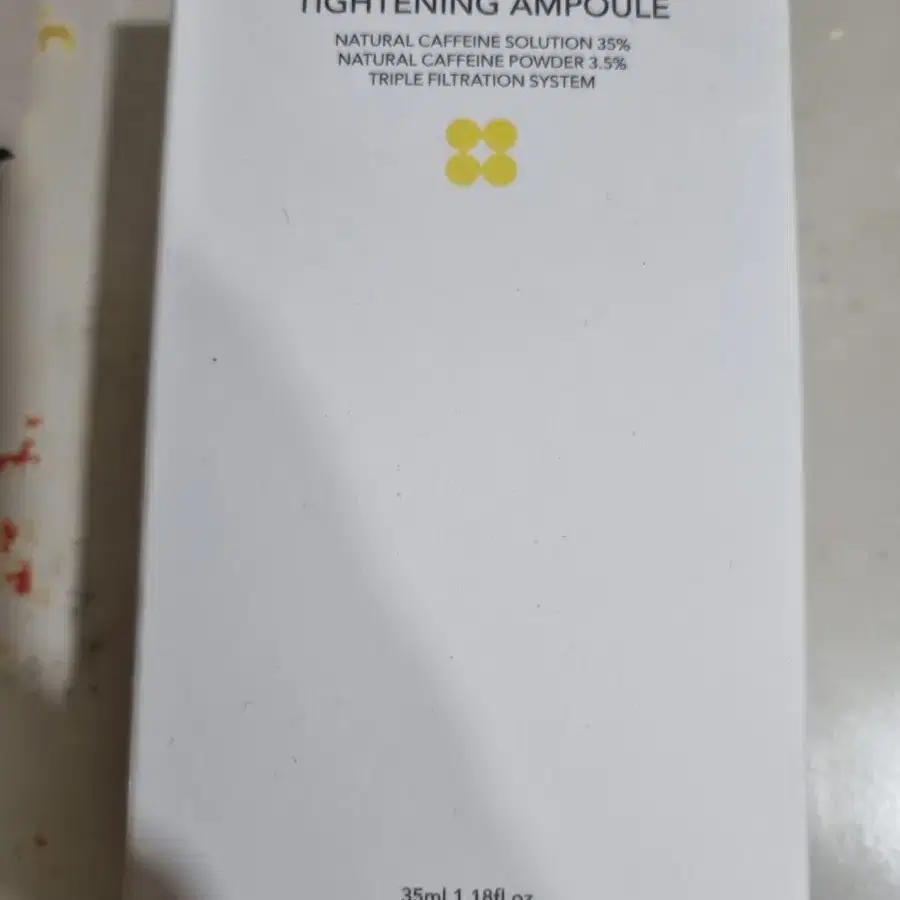 TIGHTENING AMPOULE
NATURAL CAFFEINE SOLUTION 35%
NATURAL CAFFEINE POWDER 3.5%
TRIPLE FILTRATION SYSTEM
35ml 1.18fl.oz